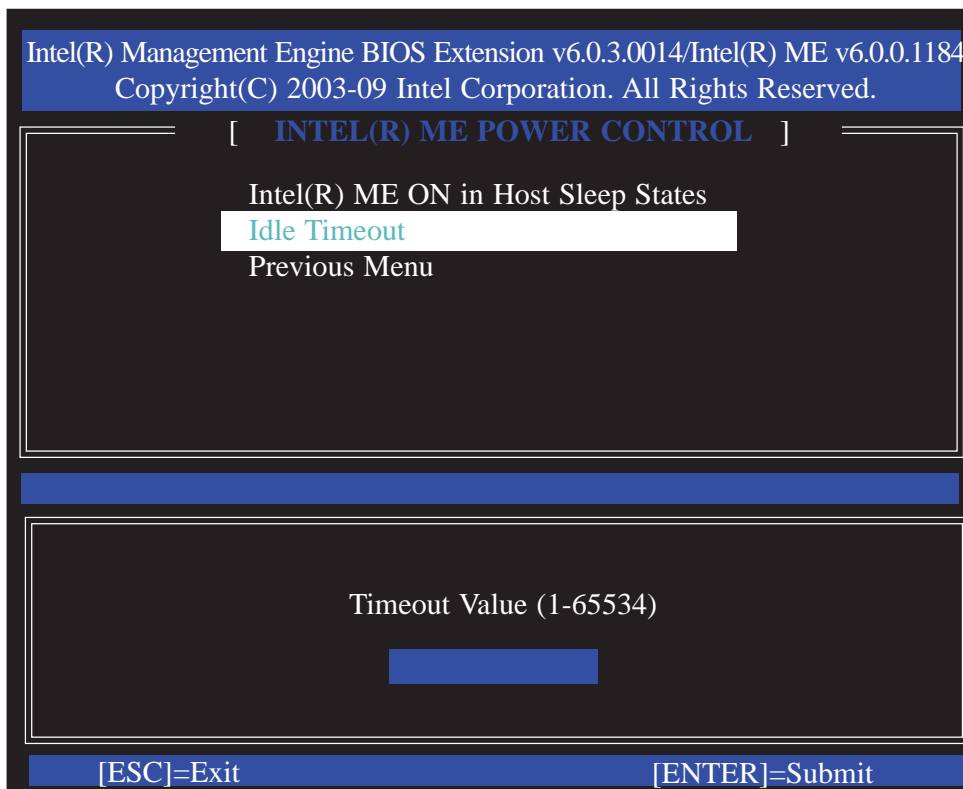 Intel(R) Management Engine BIOS Extension v6.0.3.0014/Intel(R) ME v6.0.0.1184
Copyright(C) 2003-09 Intel Corporation. All Rights Reserved.
[ INTEL(R) ME POWER CONTROL ]
Intel(R) ME ON in Host Sleep States
Idle Timeout
Previous Menu
Timeout Value (1-65534)
[ESC]=Exit [ENTER]=Submit